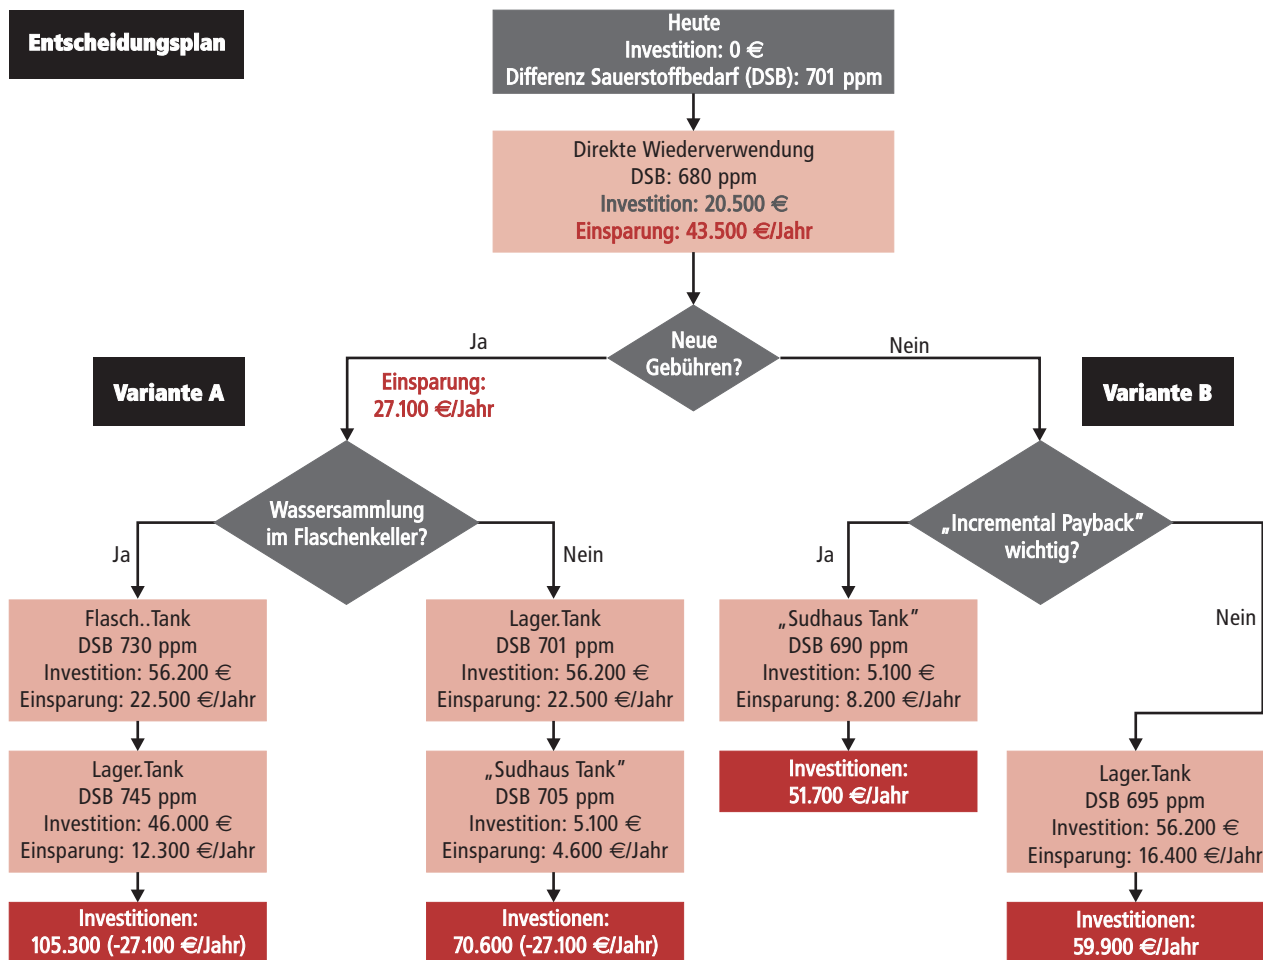 Entscheidungsplan
Heute
Investition: 0 €
Differenz Sauerstoffbedarf (DSB): 701 ppm
Direkte Wiederverwendung
DSB: 680 ppm
Investition: 20.500 €
Einsparung: 43.500 €/Jahr
Neue
Gebühren?
Ja
Nein
Einsparung:
27.100 €/Jahr
Variante A
Variante B
Wassersammlung
im Flaschenkeller?
Ja
Nein
„Incremental Payback”
wichtig?
Ja
Nein
Flasch..Tank
DSB 730 ppm
Investition: 56.200 €
Einsparung: 22.500 €/Jahr
Lager.Tank
DSB 701 ppm
Investition: 56.200 €
Einsparung: 22.500 €/Jahr
„Sudhaus Tank”
DSB 690 ppm
Investition: 5.100 €
Einsparung: 8.200 €/Jahr
Lager.Tank
DSB 745 ppm
Investition: 46.000 €
Einsparung: 12.300 €/Jahr
„Sudhaus Tank”
DSB 705 ppm
Investition: 5.100 €
Einsparung: 4.600 €/Jahr
Investitionen:
51.700 €/Jahr
Lager.Tank
DSB 695 ppm
Investition: 56.200 €
Einsparung: 16.400 €/Jahr
Investitionen:
105.300 (-27.100 €/Jahr)
Investionen:
70.600 (-27.100 €/Jahr)
Investitionen:
59.900 €/Jahr